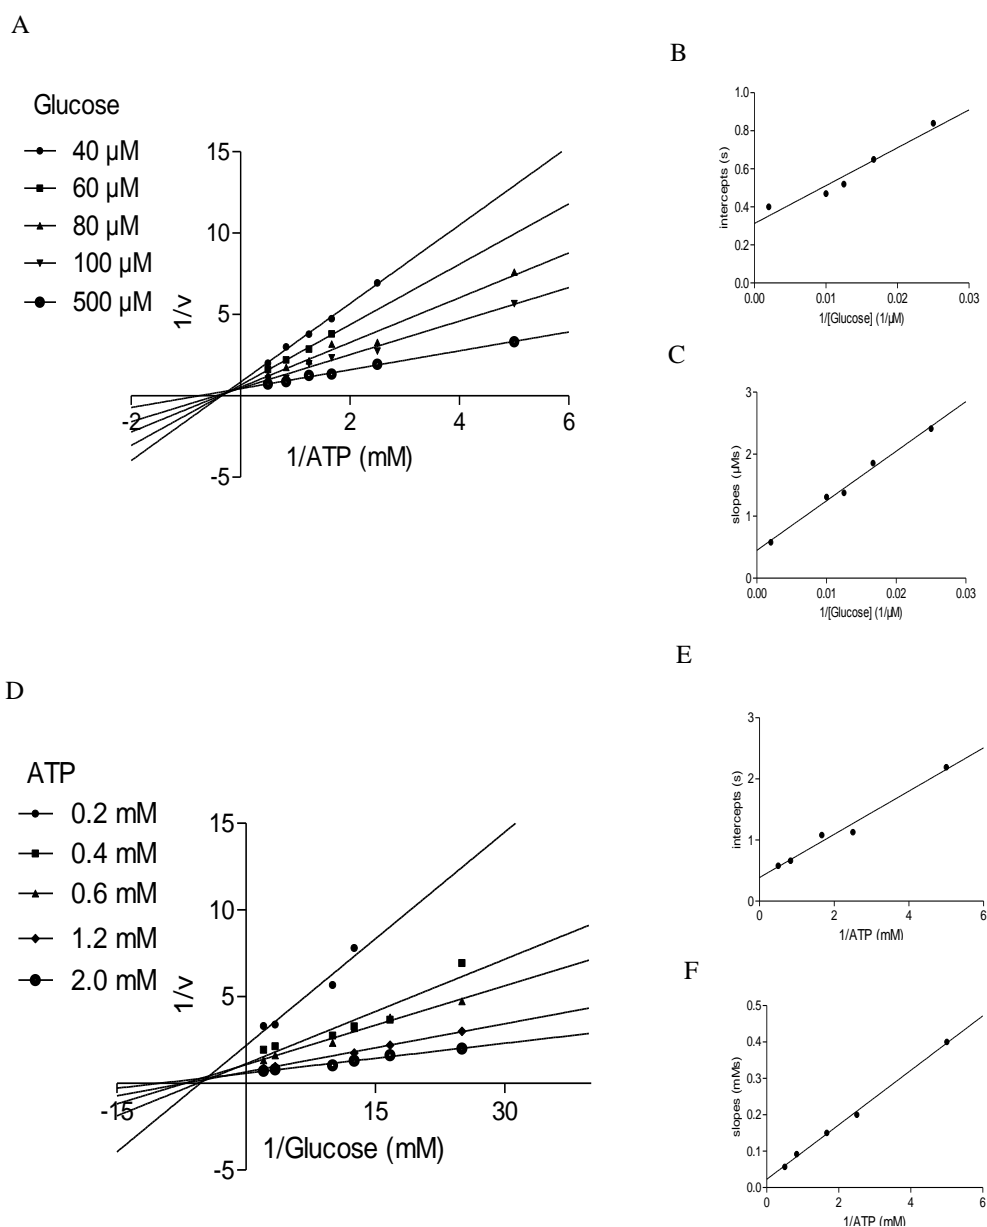 A
Glucose
40 µM
60 µM
80 µM
100 µM
500 µM
15
10
5
-5
-2
2
4
6
1/v
1/ATP (mM)
B
1.0
0.8
0.6
0.4
0.2
0.0
0.00
0.01
0.02
0.03
intercepts (s)
1/[Glucose] (1/µM)
C
3
2
1
0
0.00
0.01
0.02
0.03
slopes (µMs)
1/[Glucose] (1/µM)
D
ATP
0.2 mM
0.4 mM
0.6 mM
1.2 mM
2.0 mM
15
10
5
-5
-15
15
30
1/v
1/Glucose (mM)
E
3
2
1
0
0
2
4
6
intercepts (s)
1/ATP (mM)
F
0.5
0.4
0.3
0.2
0.1
0.0
0
2
4
6
slopes (mMs)
1/ATP (mM)